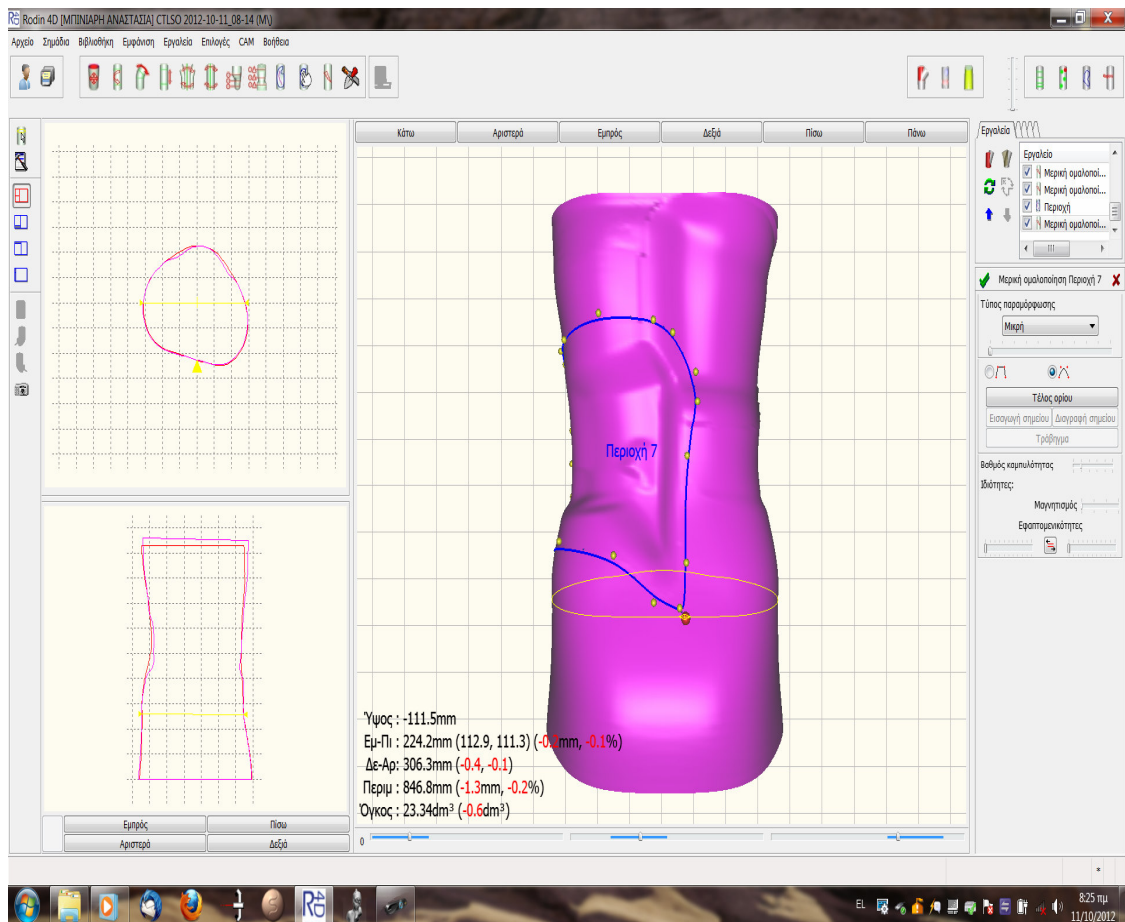 Rodin 4D [ΜΠΙΝΙΑΡΗ ΑΝΑΣΤΑΣΙΑ] CTLSO 2012-10-11_08-14 (M\)
Αρχείο Σημάδια Βιβλιοθήκη Εμφάνιση Εργαλεία Επιλογές CAM Βοήθεια
Κάτω Αριστερά Εμπρός Δεξιά Πίσω Πάνω
Εργαλεία
Εργαλείο
Μερική ομαλοποί...
Μερική ομαλοποί...
Περιοχή
Μερική ομαλοποί...
Μερική ομαλοποίηση Περιοχή 7
Τύπος παραμόρφωσης
Μικρή
Τέλος ορίου
Εισαγωγή σημείου Διαγραφή σημείου
Τράβηγμα
Βαθμός καμπυλότητας
Ιδιότητες:
Μαγνητισμός
Εφαπτομενικότητες
Περιοχή 7
Ύψος : -111.5mm
Εμ-Πι : 224.2mm (112.9, 111.3) (-0.2mm, -0.1%)
Δε-Αρ: 306.3mm (-0.4, -0.1)
Περιμ : 846.8mm (-1.3mm, -0.2%)
Όγκος : 23.34dm³ (-0.6dm³)
0
Εμπρός Πίσω
Αριστερά Δεξιά
*
EL
8:25 πμ
11/10/2012